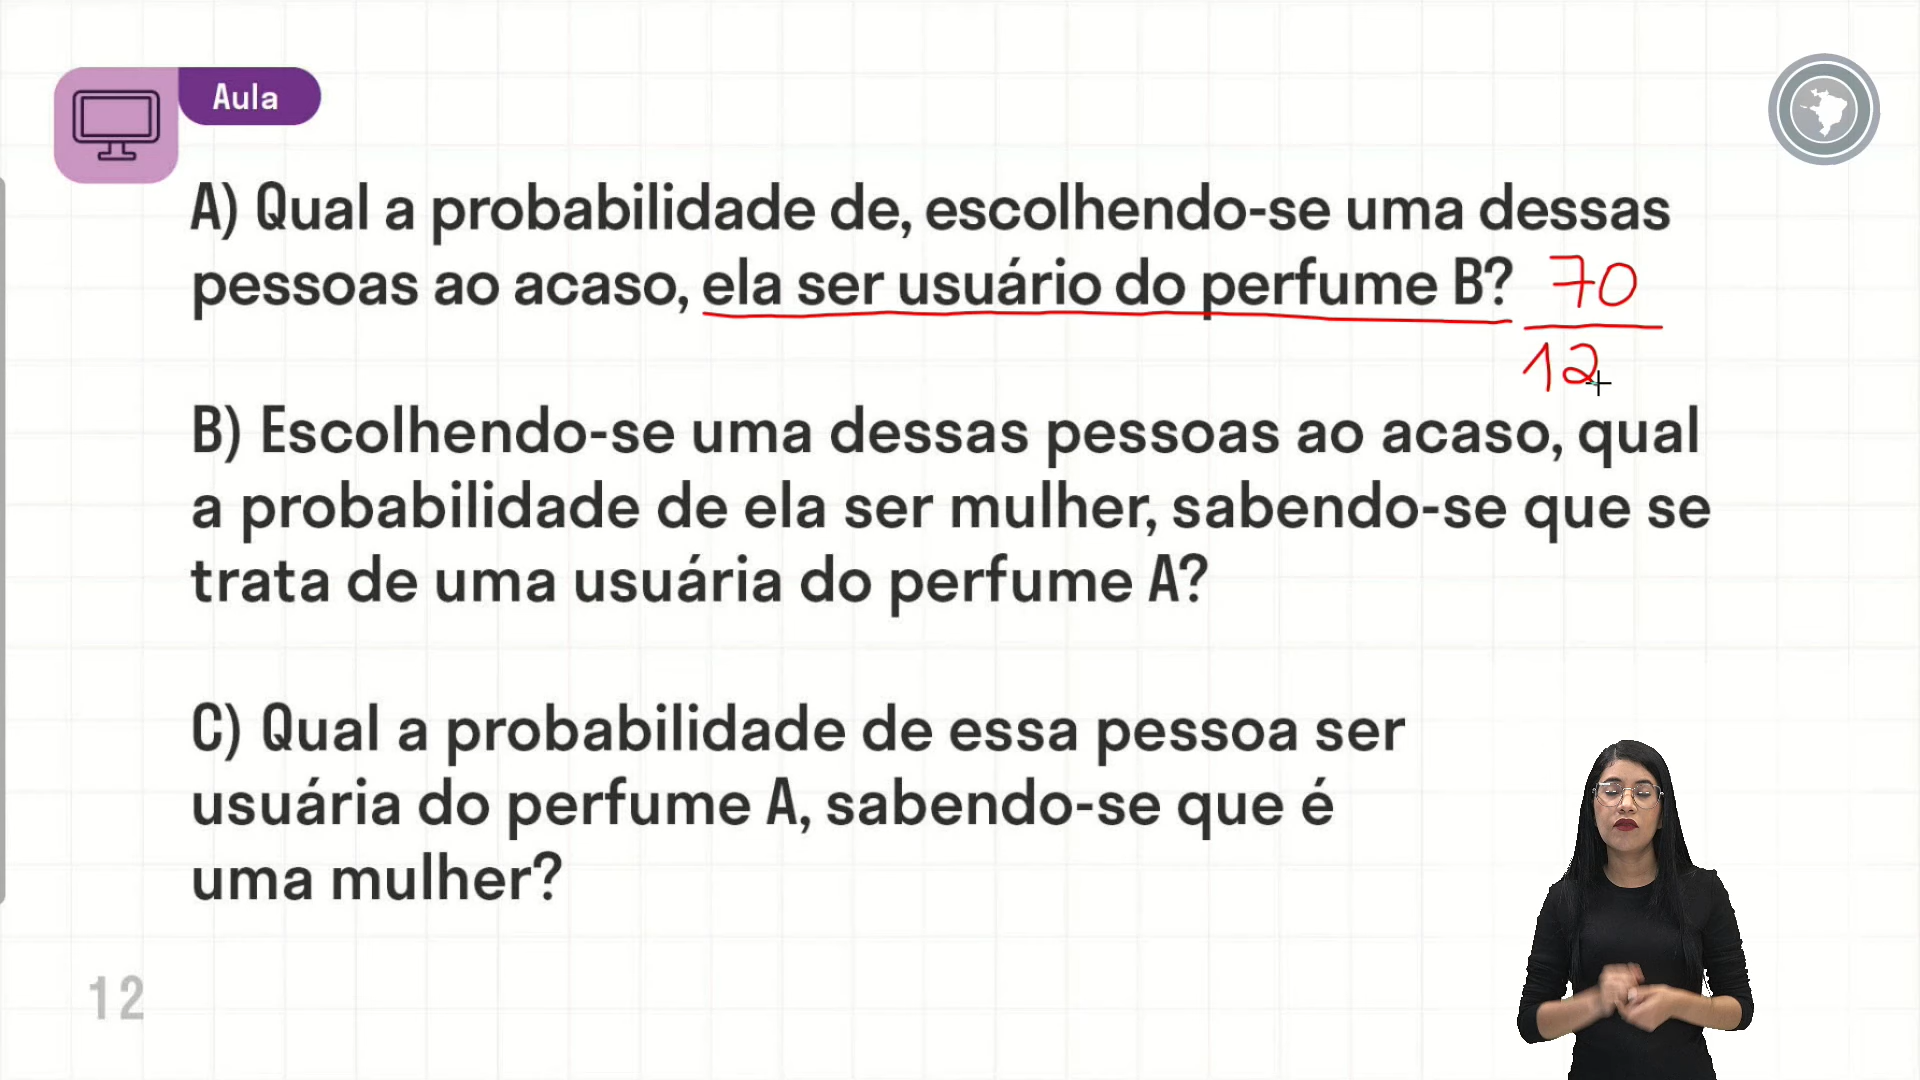 Aula
A) Qual a probabilidade de, escolhendo-se uma dessas
pessoas ao acaso, ela ser usuário do perfume B? 70
12
B) Escolhendo-se uma dessas pessoas ao acaso, qual
a probabilidade de ela ser mulher, sabendo-se que se
trata de uma usuária do perfume A?
C) Qual a probabilidade de essa pessoa ser
usuária do perfume A, sabendo-se que é
uma mulher?
12